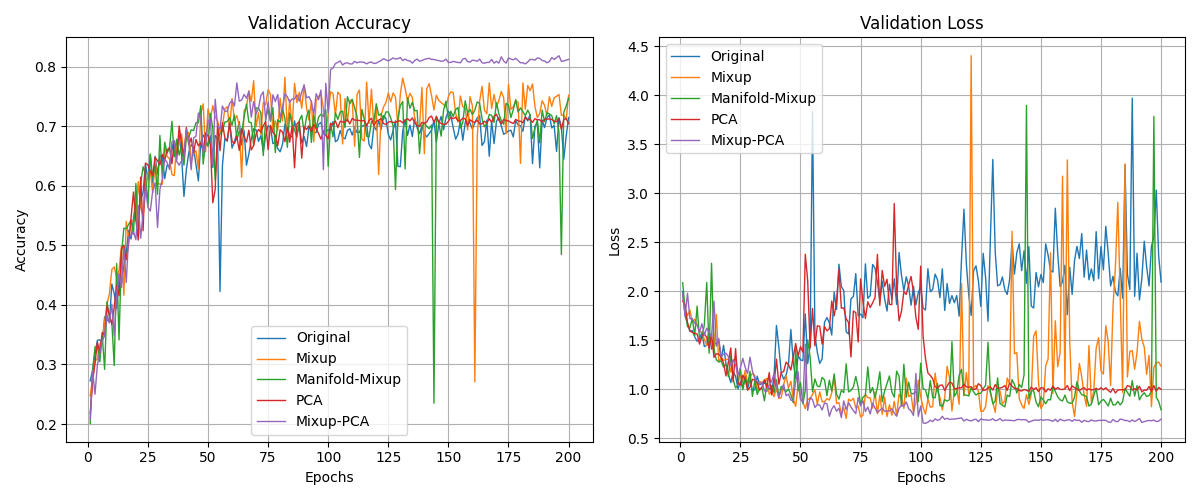 Validation Accuracy
0.8
0.7
0.6
0.5
0.4
0.3
0.2
Accuracy
Original
Mixup
Manifold-Mixup
PCA
Mixup-PCA
0 25 50 75 100 125 150 175 200
Epochs
Validation Loss
4.5
4.0
3.5
3.0
2.5
2.0
1.5
1.0
0.5
Loss
Original
Mixup
Manifold-Mixup
PCA
Mixup-PCA
0 25 50 75 100 125 150 175 200
Epochs